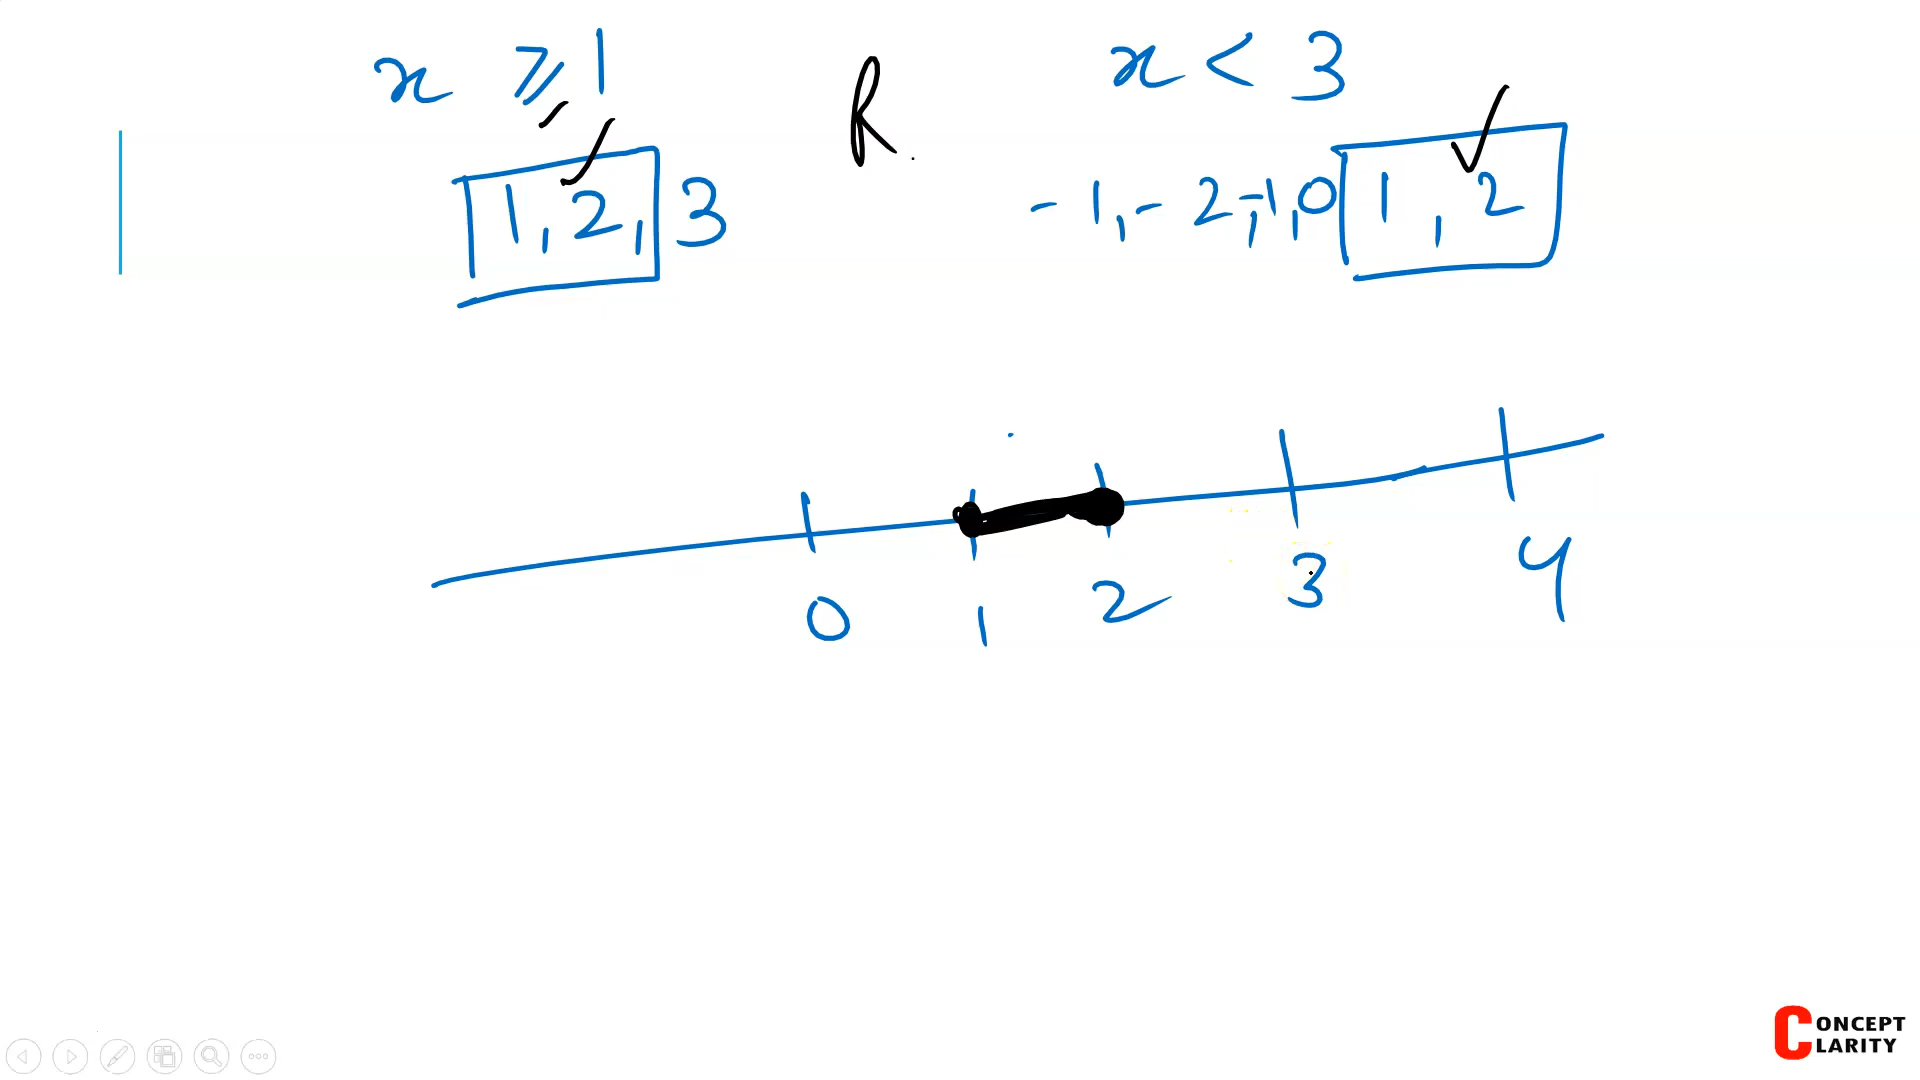 x ≥ 1 R. x < 3
1, 2, 3 - 1, - 2, -1, 0 1, 2
0 1 2 3 4
CONCEPT
CLARITY